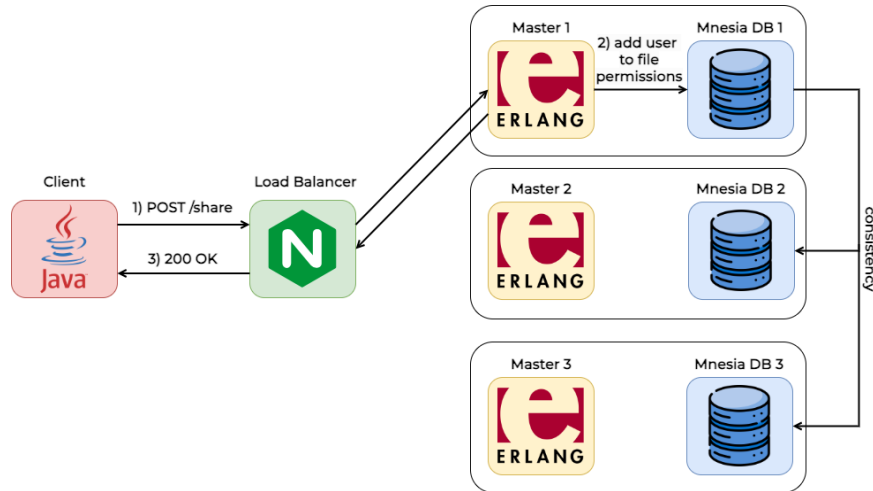 Master 1
Mnesia DB 1
2) add user
to file
permissions
ERLANG
Client
Load Balancer
1) POST /share
3) 200 OK
Java
N
Master 2
Mnesia DB 2
ERLANG
consistency
Master 3
Mnesia DB 3
ERLANG